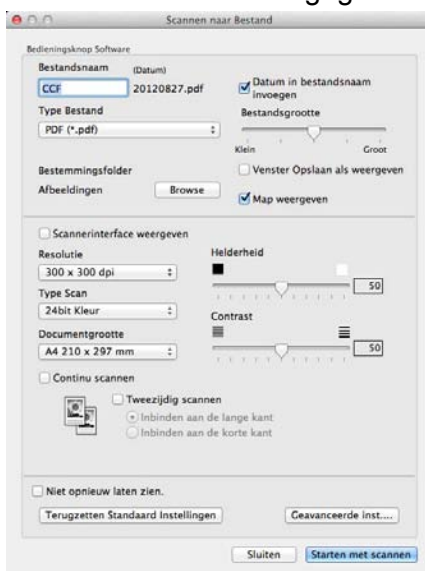 Scannen naar Bestand
Bedieningsknop Software
Bestandsnaam (Datum)
CCF 20120827.pdf
Datum in bestandsnaam invoegen
Type Bestand
Bestandsgrootte
PDF (*.pdf)
Klein Groot
Bestemmingsfolder
Venster Opslaan als weergeven
Afbeeldingen Browse
Map weergeven
Scannerinterface weergeven
Resolutie Helderheid
300 x 300 dpi
50
Type Scan
24bit Kleur
Contrast
Documentgrootte
A4 210 x 297 mm
50
Continu scannen
Tweezijdig scannen
Inbinden aan de lange kant
Inbinden aan de korte kant
Niet opnieuw laten zien.
Terugzetten Standaard Instellingen Geavanceerde inst....
Sluiten Starten met scannen